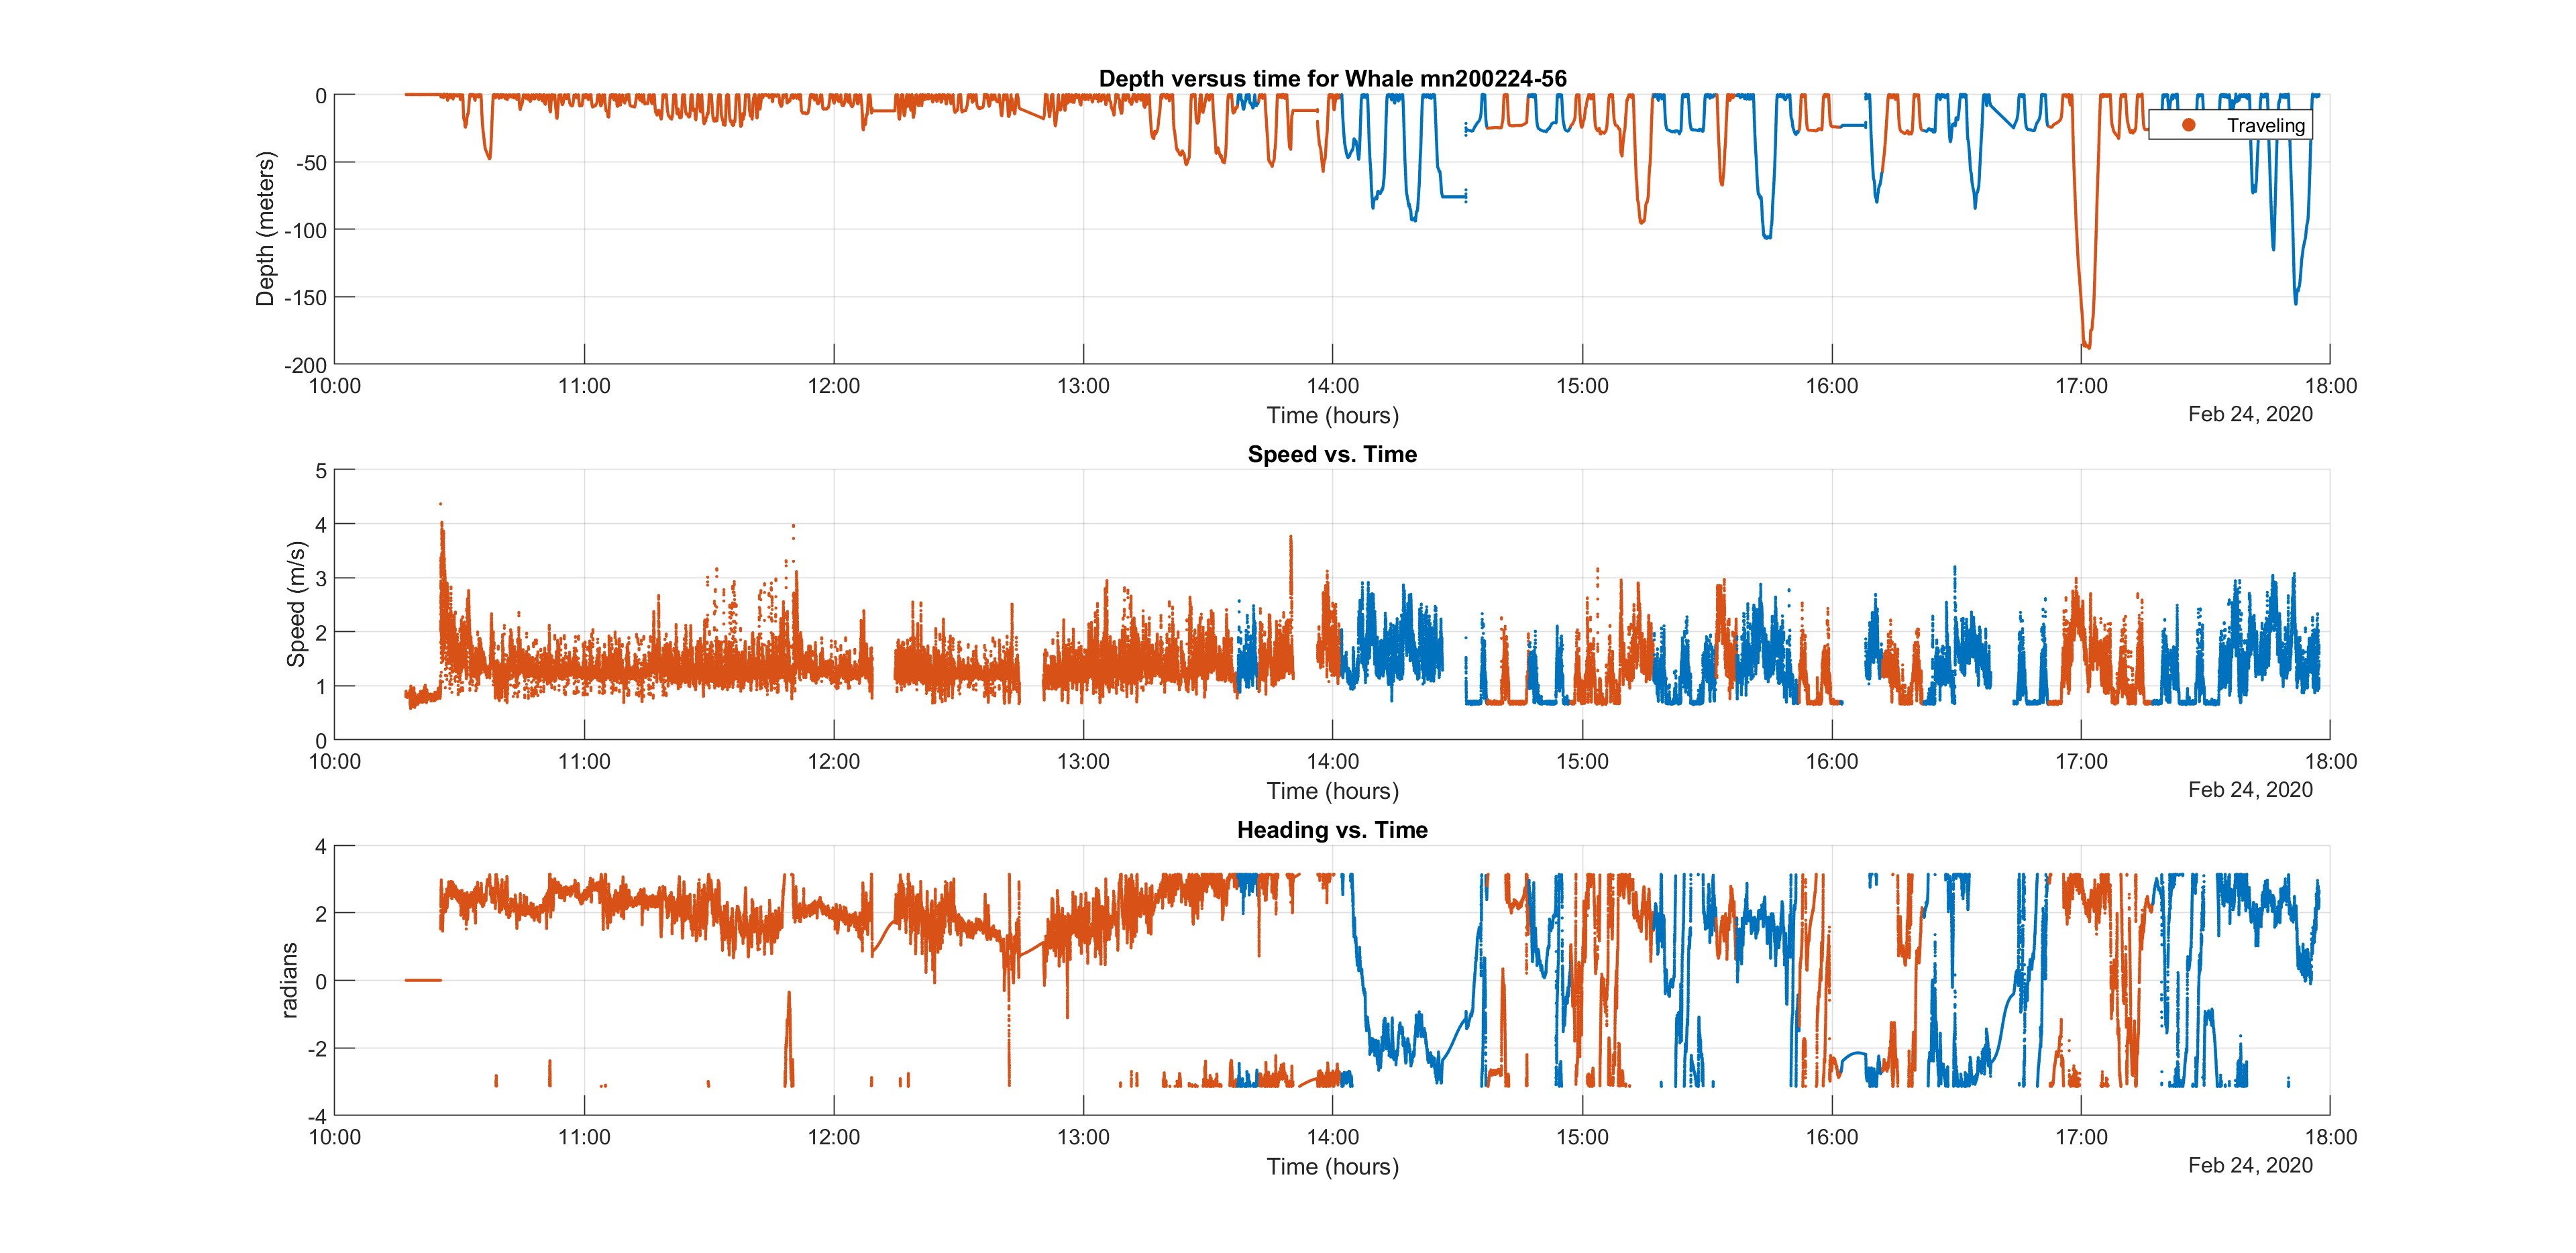 Depth versus time for Whale mn200224-56
0
-50
-100
-150
-200
Depth (meters)
Traveling
10:00 11:00 12:00 13:00 14:00 15:00 16:00 17:00 18:00
Time (hours)
Feb 24, 2020
Speed vs. Time
5
4
3
2
1
0
Speed (m/s)
10:00 11:00 12:00 13:00 14:00 15:00 16:00 17:00 18:00
Time (hours)
Feb 24, 2020
Heading vs. Time
4
2
0
-2
-4
radians
10:00 11:00 12:00 13:00 14:00 15:00 16:00 17:00 18:00
Time (hours)
Feb 24, 2020